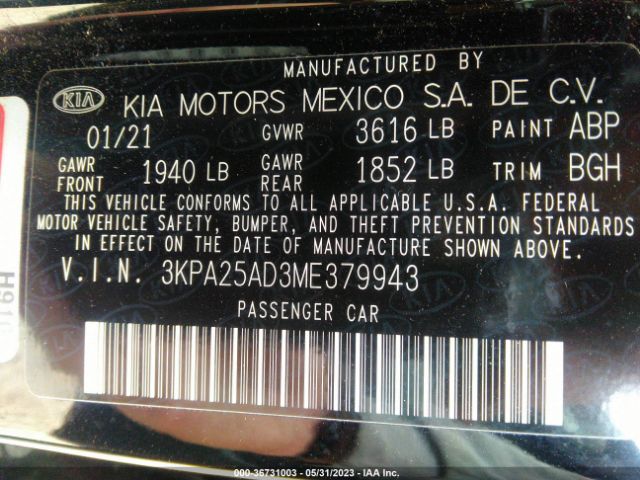 MANUFACTURED BY
KIA KIA MOTORS MEXICO S.A. DE C.V.
01/21 GVWR 3616 LB PAINT ABP
GAWR FRONT 1940 LB GAWR REAR 1852 LB TRIM BGH
THIS VEHICLE CONFORMS TO ALL APPLICABLE U.S.A. FEDERAL
MOTOR VEHICLE SAFETY, BUMPER, AND THEFT PREVENTION STANDARDS
IN EFFECT ON THE DATE OF MANUFACTURE SHOWN ABOVE.
V.I.N. 3KPA25AD3ME379943
PASSENGER CAR
000-36731003 - 05/31/2023 - IAA Inc.